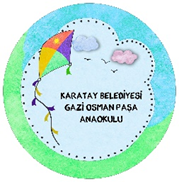 KARATAY BELEDİYESİ
GAZİ OSMAN PAŞA
ANAOKULU